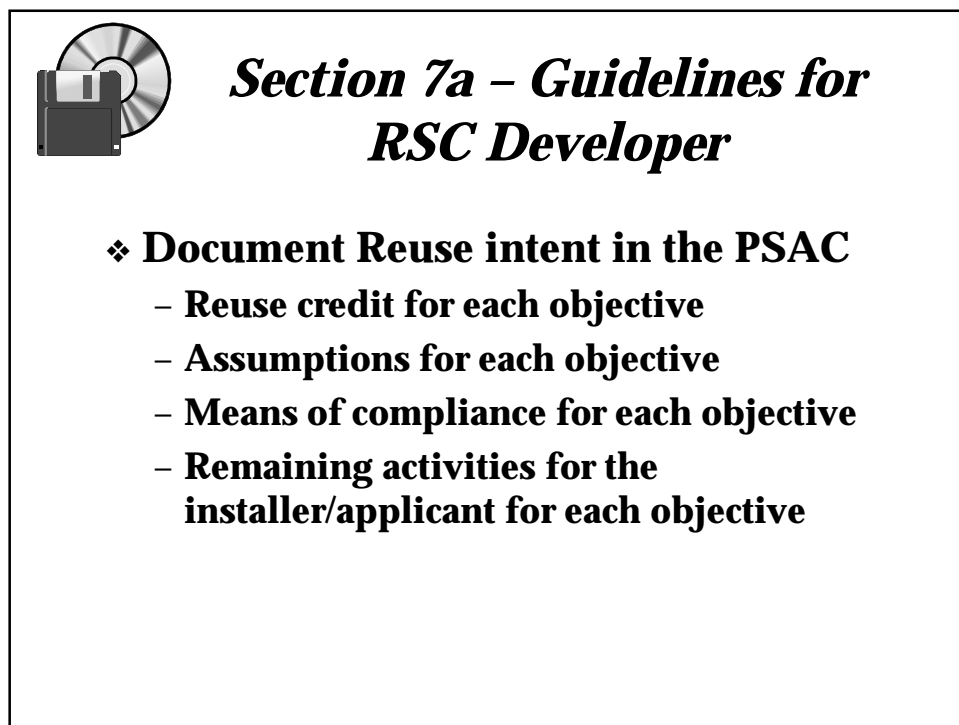 Section 7a – Guidelines for
RSC Developer
❖ Document Reuse intent in the PSAC
– Reuse credit for each objective
– Assumptions for each objective
– Means of compliance for each objective
– Remaining activities for the
installer/applicant for each objective